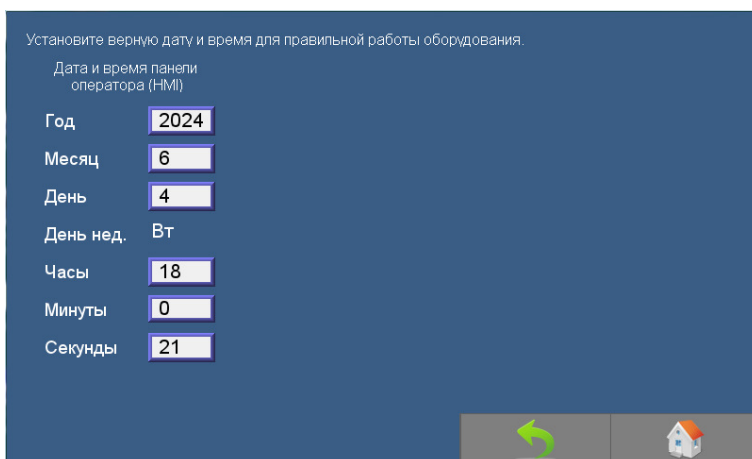 Установите верную дату и время для правильной работы оборудования.
Дата и время панели
оператора (HMI)
Год 2024
Месяц 6
День 4
День нед. Вт
Часы 18
Минуты 0
Секунды 21